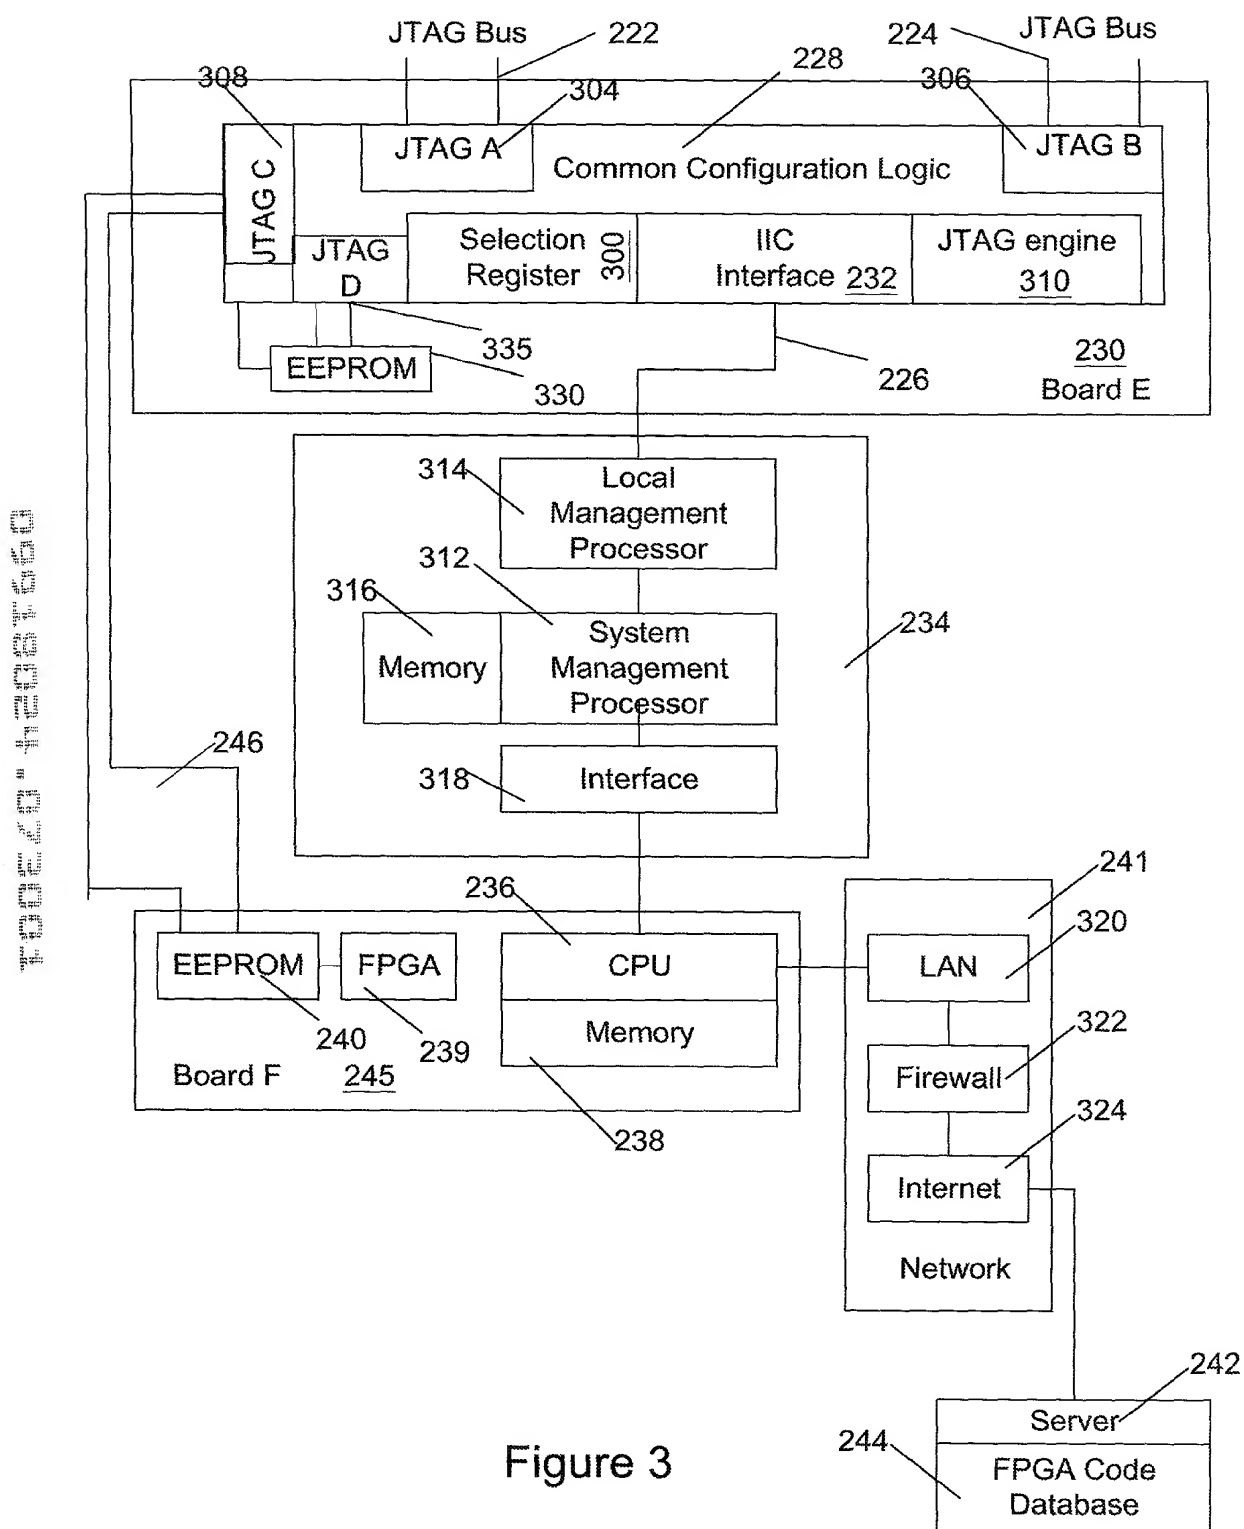 JTAG Bus
222
224
JTAG Bus
308
304
228
306
JTAG A
JTAG B
JTAG C
Common Configuration Logic
JTAG
D
Selection
Register
300
IIC
Interface 232
JTAG engine
310
335
EEPROM
330
226
230
Board E
314
Local
Management
Processor
312
316
Memory
System
Management
Processor
234
246
318
Interface
236
241
320
EEPROM
FPGA
CPU
LAN
240
239
Memory
322
Board F
245
Firewall
238
324
Internet
Network
242
Server
244
FPGA Code
Database
Figure 3